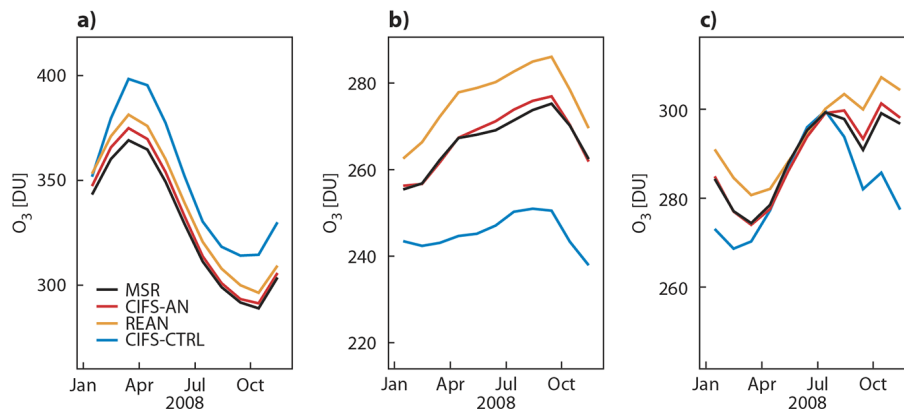 a)
O3 [DU]
400
350
300
MSR
CIFS-AN
REAN
CIFS-CTRL
Jan Apr Jul Oct
2008
b)
O3 [DU]
280
260
240
220
Jan Apr Jul Oct
2008
c)
O3 [DU]
300
280
260
240
Jan Apr Jul Oct
2008